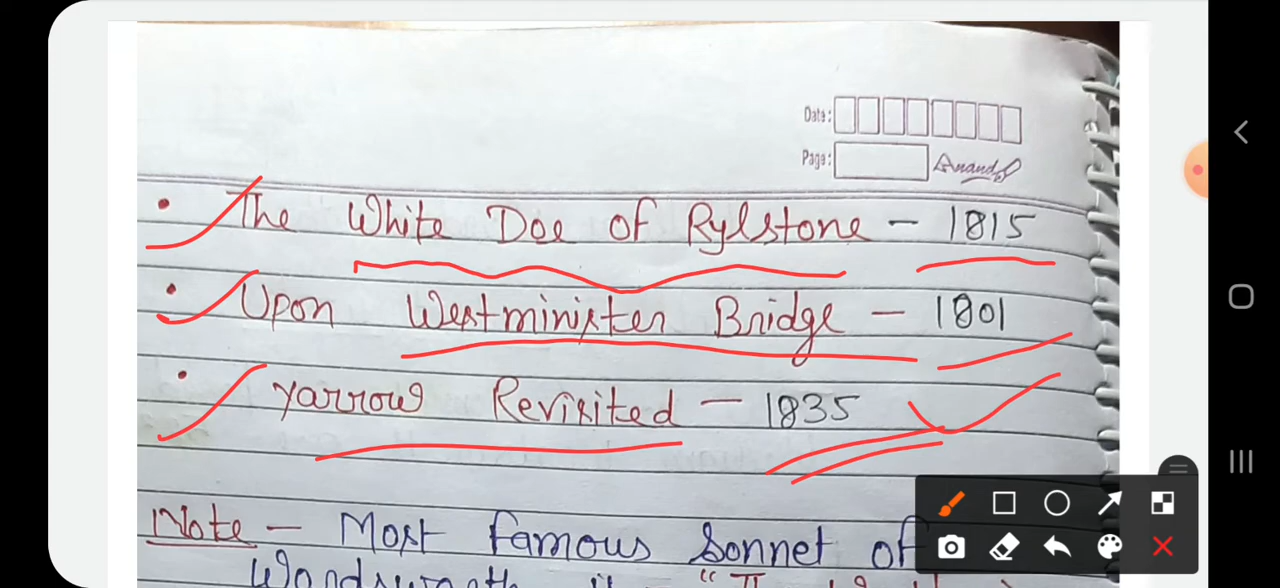 Date:
Page:
Anand
• The White Doe of Rylstone - 1815
• Upon Westminister Bridge - 1801
• Yarrow Revisited - 1835
Note - Most famous Sonnet of